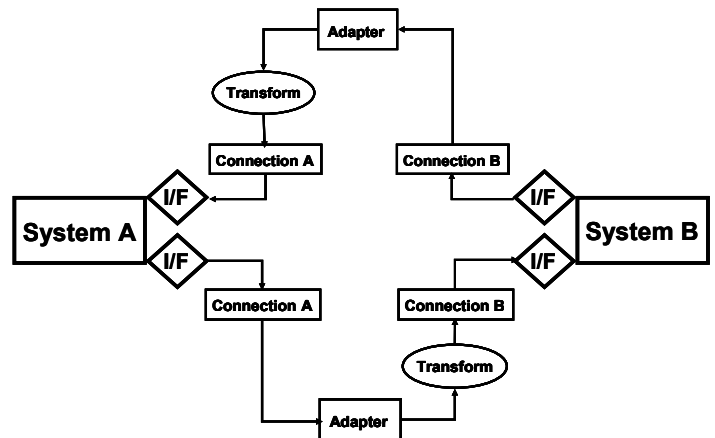 Adapter
Transform
Connection A
Connection B
I/F
I/F
System A
System B
I/F
I/F
Connection A
Connection B
Transform
Adapter